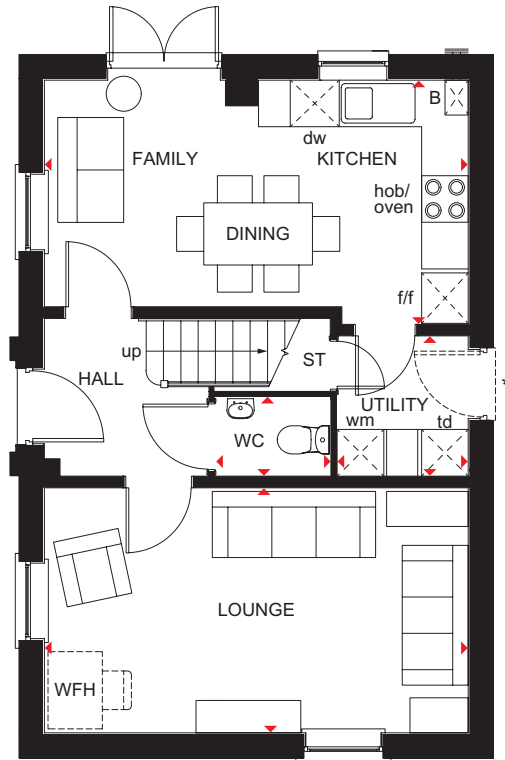 B
dw
FAMILY
KITCHEN
hob/
oven
DINING
f/f
up
ST
HALL
UTILITY
WC
wm
td
LOUNGE
WFH